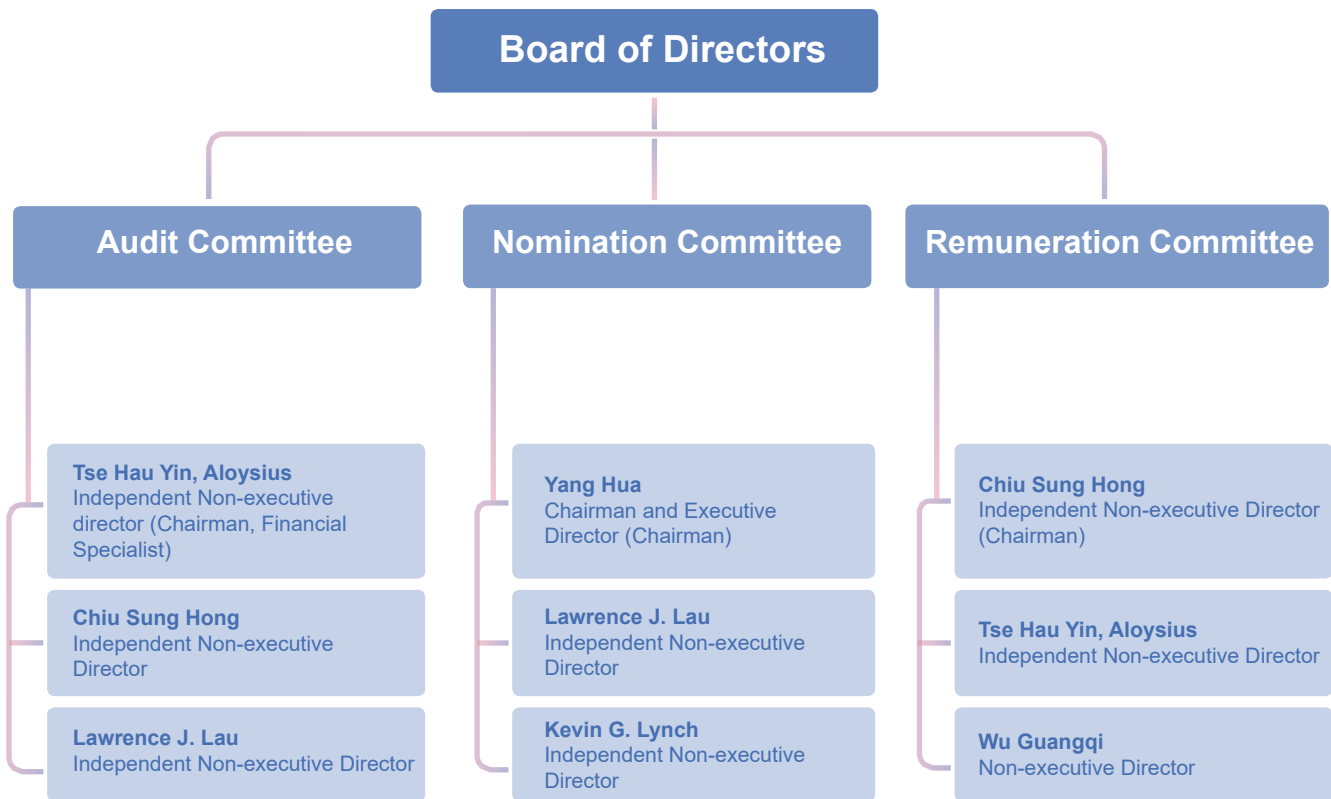 Board of Directors
Audit Committee
Nomination Committee
Remuneration Committee
Tse Hau Yin, Aloysius
Independent Non-executive
director (Chairman, Financial
Specialist)
Chiu Sung Hong
Independent Non-executive
Director
Lawrence J. Lau
Independent Non-executive Director
Yang Hua
Chairman and Executive
Director (Chairman)
Lawrence J. Lau
Independent Non-executive
Director
Kevin G. Lynch
Independent Non-executive
Director
Chiu Sung Hong
Independent Non-executive Director
(Chairman)
Tse Hau Yin, Aloysius
Independent Non-executive Director
Wu Guangqi
Non-executive Director